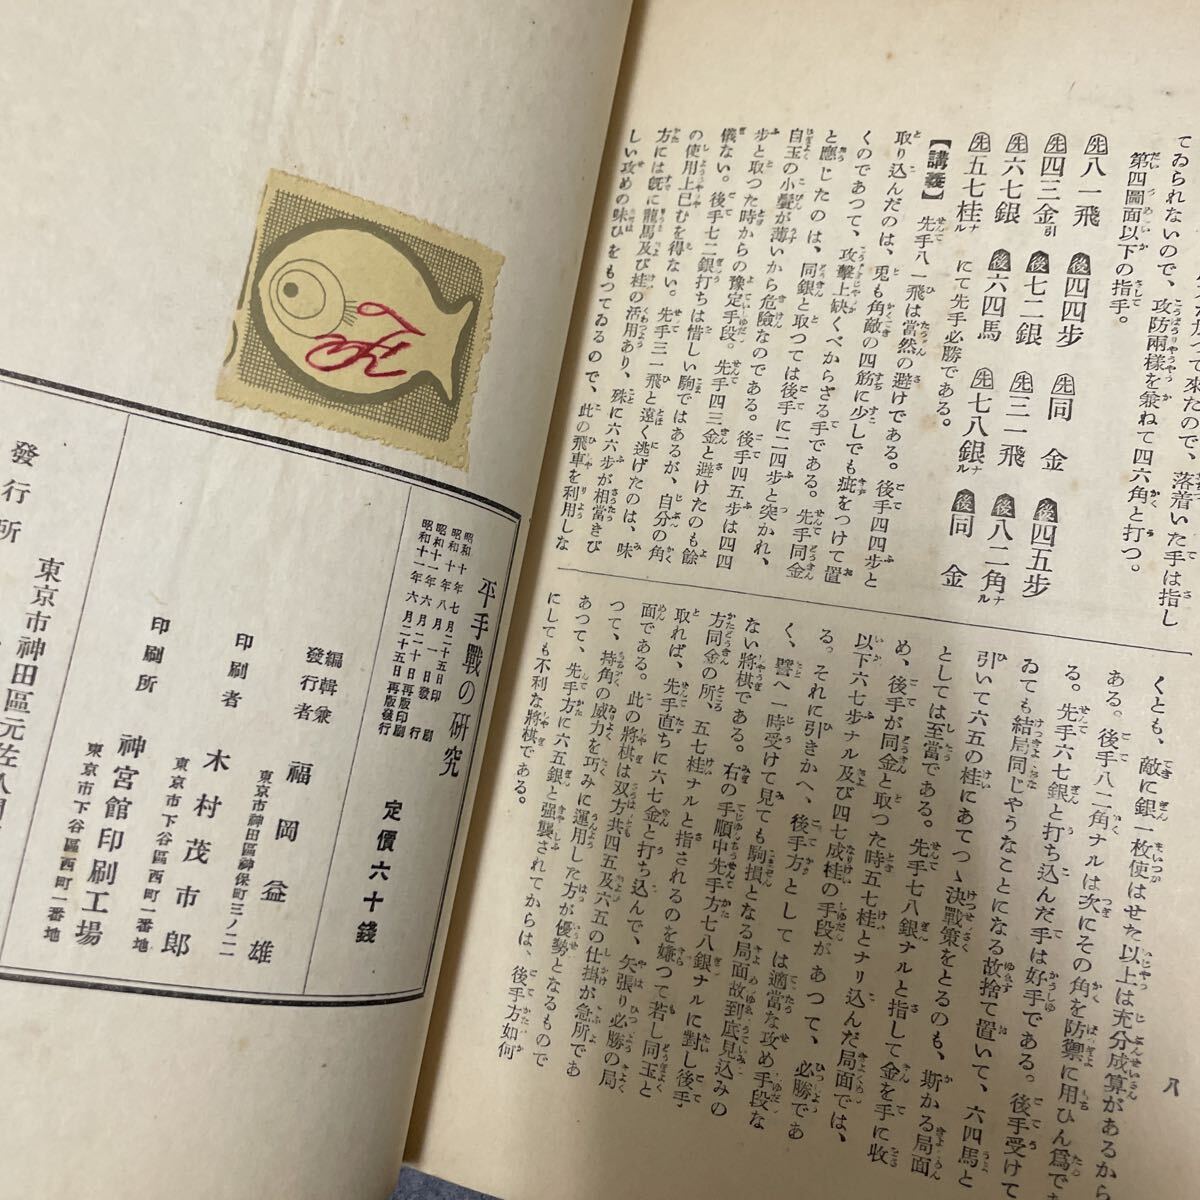 てゐられないので、攻防兩樣を兼ねて四六角と打つ。
第四圖面以下の指手。
先八一飛 後四四步 先同金 後四五步
先四三金引 後七二銀 先三一飛 後八二角ナル
先六七銀 後六四馬 先七八銀ナル 後同金
先五七桂ナル にて先手必勝である。
【講義】先手八一飛は當然の避けである。後手四四步と
取り込んだのは、兎も角敵の四筋に少しでも疵をつけて置
くのであつて、攻擊上缺くべからざる手である。先手同金
と應じたのは、同銀と取つては後手に二四步と突かれ、
自玉の小鬢が薄いから危險なのである。後手四五步は四四
步と取つた時からの豫定手段。先手四三金と避けたのも餘
儀ない。後手七二銀打ちは惜しい駒ではあるが、自分の角
の使用上已むを得ない。先手三一飛と遠く逃げたのは、味
方には旣に龍馬及び桂の活用あり、殊に六六步が相當きび
しい攻めの味ひをもつてゐるので、此の飛車を利用しな
くとも、敵に銀一枚使はせた以上は充分成算があるから
ある。後手八二角ナルは次にその角を防禦に用ひん爲で
る。先手六七銀と打ち込んだ手は好手である。後手受けて
ゐても結局同じやうなことになる故捨て置いて、六四馬と
引いて六五の桂にあてつゝ決戰策をとるのも、斯かる局面
としては至當である。先手七八銀ナルと指して金を手に收
め、後手が同金と取つた時五七桂とナリ込んだ局面では、
以下六七步ナル及び四七成桂の手段があつて、必勝であ
る。それに引きかへ、後手方としては適當な攻め手段な
く、譬へ一時受けて見ても駒損となる局面故到底見込みの
ない將棋である。右の手順中先手方七八銀ナルに對し後手
方同金の所、五七桂ナルと指されるのを嫌つて若し同玉と
取れば、先手直ちに六七金と打ち込んで、矢張り必勝の局
面である。此の將棋は双方共四五及六五の仕掛が急所であ
つて、持角の威力を巧みに運用した方が優勢となるもので
あつて、先手方に六五銀と强襲されてからは、後手方如何
にしても不利な將棋である。
八
平手戰の硏究
定價六十錢
昭和十年七月二十五日印刷
昭和十年八月一日發行
昭和十一年六月二十日再版印刷
昭和十一年六月二十五日再版發行
編輯兼發行者 福岡益雄
東京市神田區神保町三ノ二二
印刷者 木村茂市郎
東京市下谷區西町一番地
印刷所 神宮館印刷工場
東京市下谷區西町一番地
發行所 東京市神田區元佐